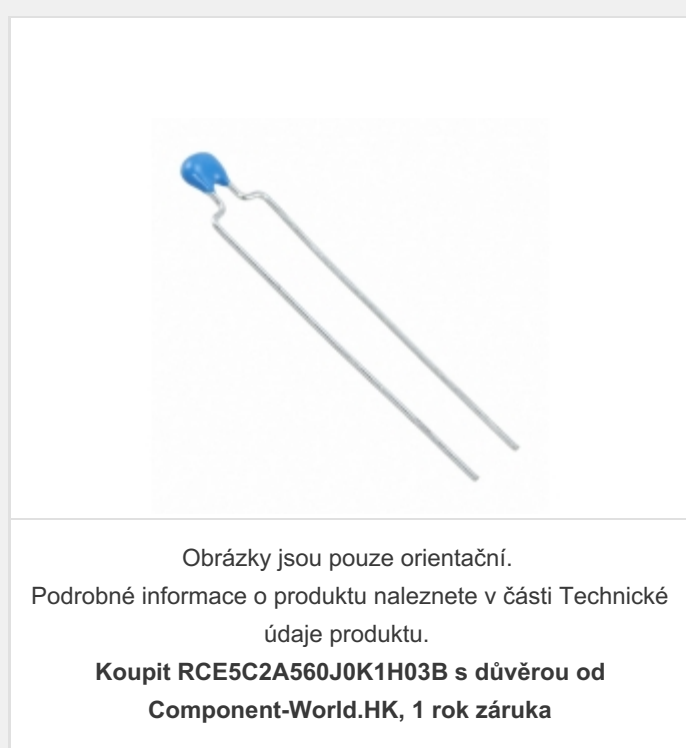 Obrázky jsou pouze orientační.
Podrobné informace o produktu naleznete v části Technické
údaje produktu.
Koupit RCE5C2A560J0K1H03B s důvěrou od
Component-World.HK, 1 rok záruka